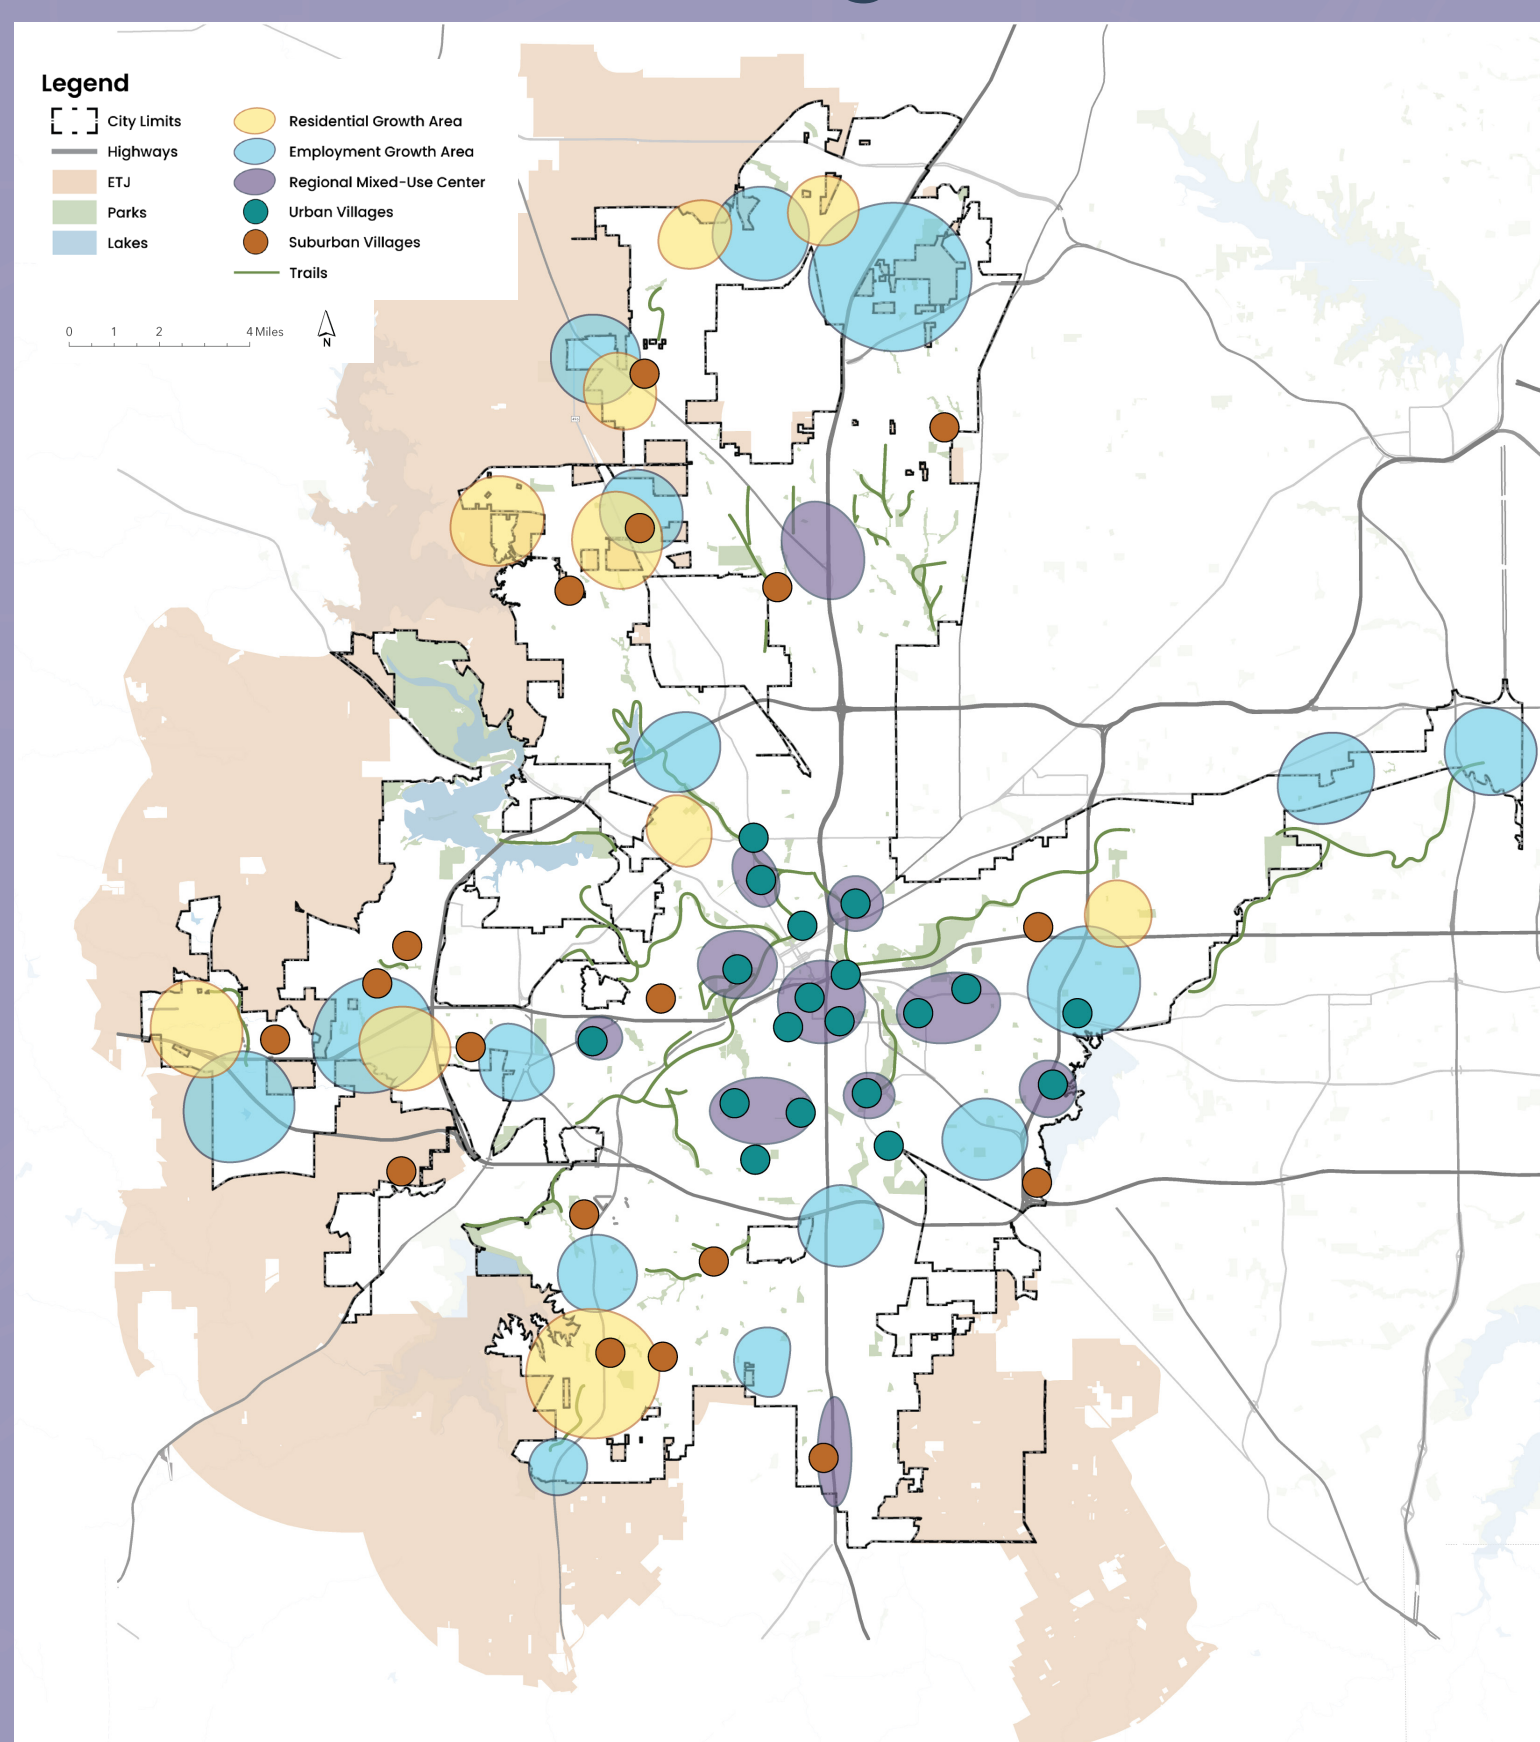 Legend
City Limits
Highways
ETJ
Parks
Lakes
Residential Growth Area
Employment Growth Area
Regional Mixed-Use Center
Urban Villages
Suburban Villages
Trails
0 1 2 4 Miles
N